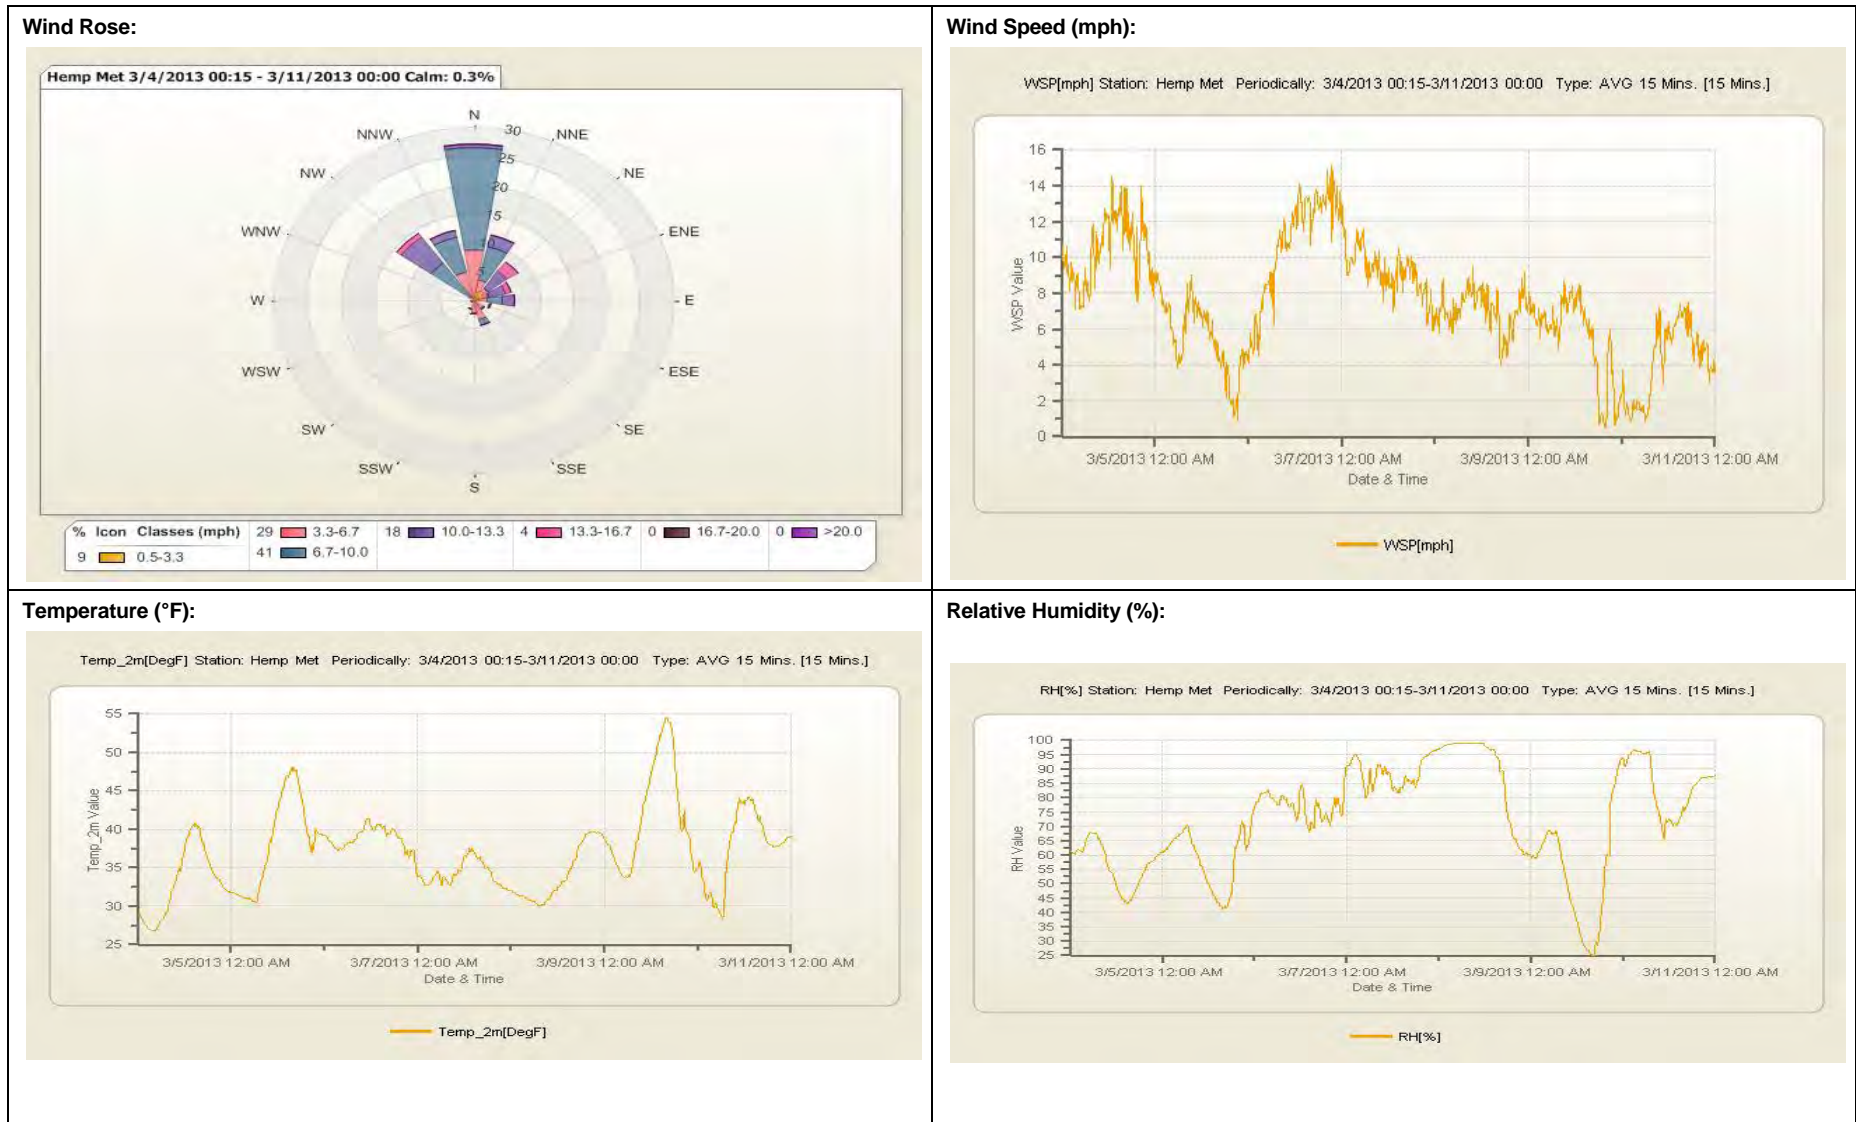 Wind Rose:
Hemp Met 3/4/2013 00:15 - 3/11/2013 00:00 Calm: 0.3%
N
NNW
30
NNE
25
NW
NE
20
15
WNW
ENE
10
5
W
E
WSW
ESE
SW
SE
SSW
SSE
S
% Icon Classes (mph)
29 3.3-6.7
18 10.0-13.3
4 13.3-16.7
0 16.7-20.0
0 >20.0
9 0.5-3.3
41 6.7-10.0
Wind Speed (mph):
WSP[mph] Station: Hemp Met Periodically: 3/4/2013 00:15-3/11/2013 00:00 Type: AVG 15 Mins. [15 Mins.]
16
14
12
10
8
6
4
2
0
WSP Value
3/5/2013 12:00 AM
3/7/2013 12:00 AM
3/9/2013 12:00 AM
3/11/2013 12:00 AM
Date & Time
WSP[mph]
Temperature (°F):
Temp_2m[DegF] Station: Hemp Met Periodically: 3/4/2013 00:15-3/11/2013 00:00 Type: AVG 15 Mins. [15 Mins.]
55
50
45
40
35
30
25
Temp_2m Value
3/5/2013 12:00 AM
3/7/2013 12:00 AM
3/9/2013 12:00 AM
3/11/2013 12:00 AM
Date & Time
Temp_2m[DegF]
Relative Humidity (%):
RH[%] Station: Hemp Met Periodically: 3/4/2013 00:15-3/11/2013 00:00 Type: AVG 15 Mins. [15 Mins.]
100
95
90
85
80
75
70
65
60
55
50
45
40
35
30
25
RH Value
3/5/2013 12:00 AM
3/7/2013 12:00 AM
3/9/2013 12:00 AM
3/11/2013 12:00 AM
Date & Time
RH[%]